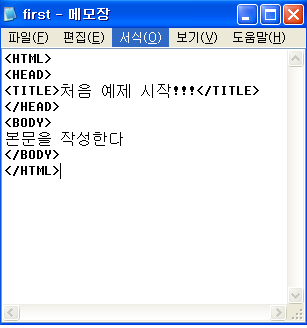 first - 메모장
파일(F) 편집(E) 서식(O) 보기(V) 도움말(H)
<HTML>
<HEAD>
<TITLE>처음 예제 시작!!!</TITLE>
</HEAD>
<BODY>
본문을 작성한다
</BODY>
</HTML>